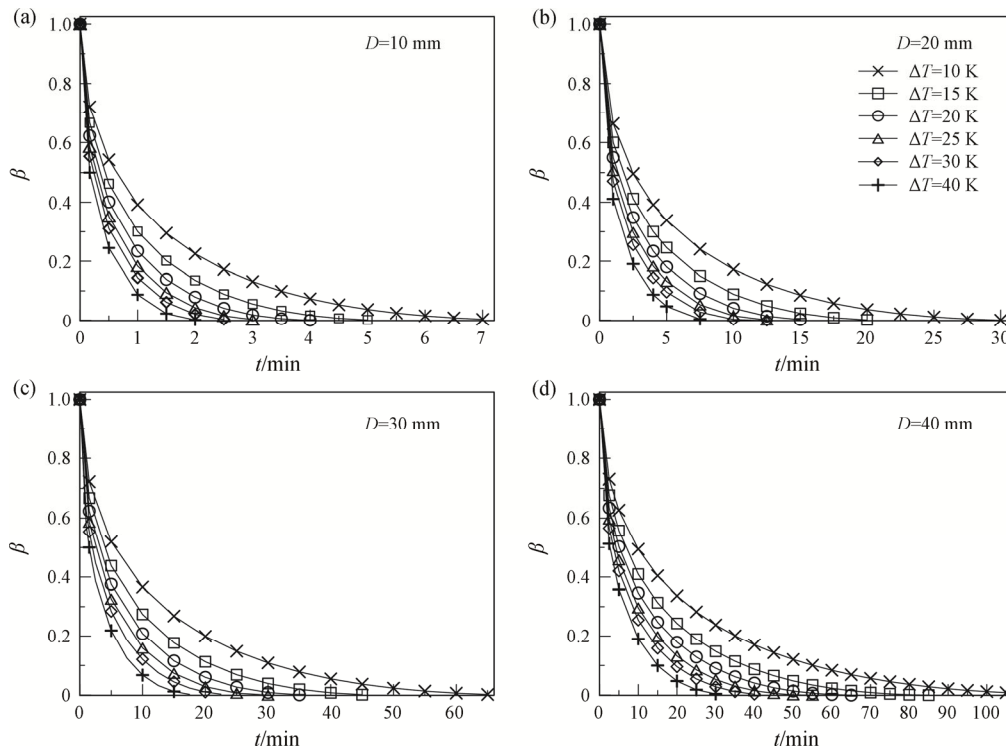 (a)
D=10 mm
1.0
0.8
0.6
0.4
0.2
0
β
0 1 2 3 4 5 6 7
t/min
(b)
D=20 mm
ΔT=10 K
ΔT=15 K
ΔT=20 K
ΔT=25 K
ΔT=30 K
ΔT=40 K
1.0
0.8
0.6
0.4
0.2
0
β
0 5 10 15 20 25 30
t/min
(c)
D=30 mm
1.0
0.8
0.6
0.4
0.2
0
β
0 10 20 30 40 50 60
t/min
(d)
D=40 mm
1.0
0.8
0.6
0.4
0.2
0
β
0 10 20 30 40 50 60 70 80 90 100
t/min